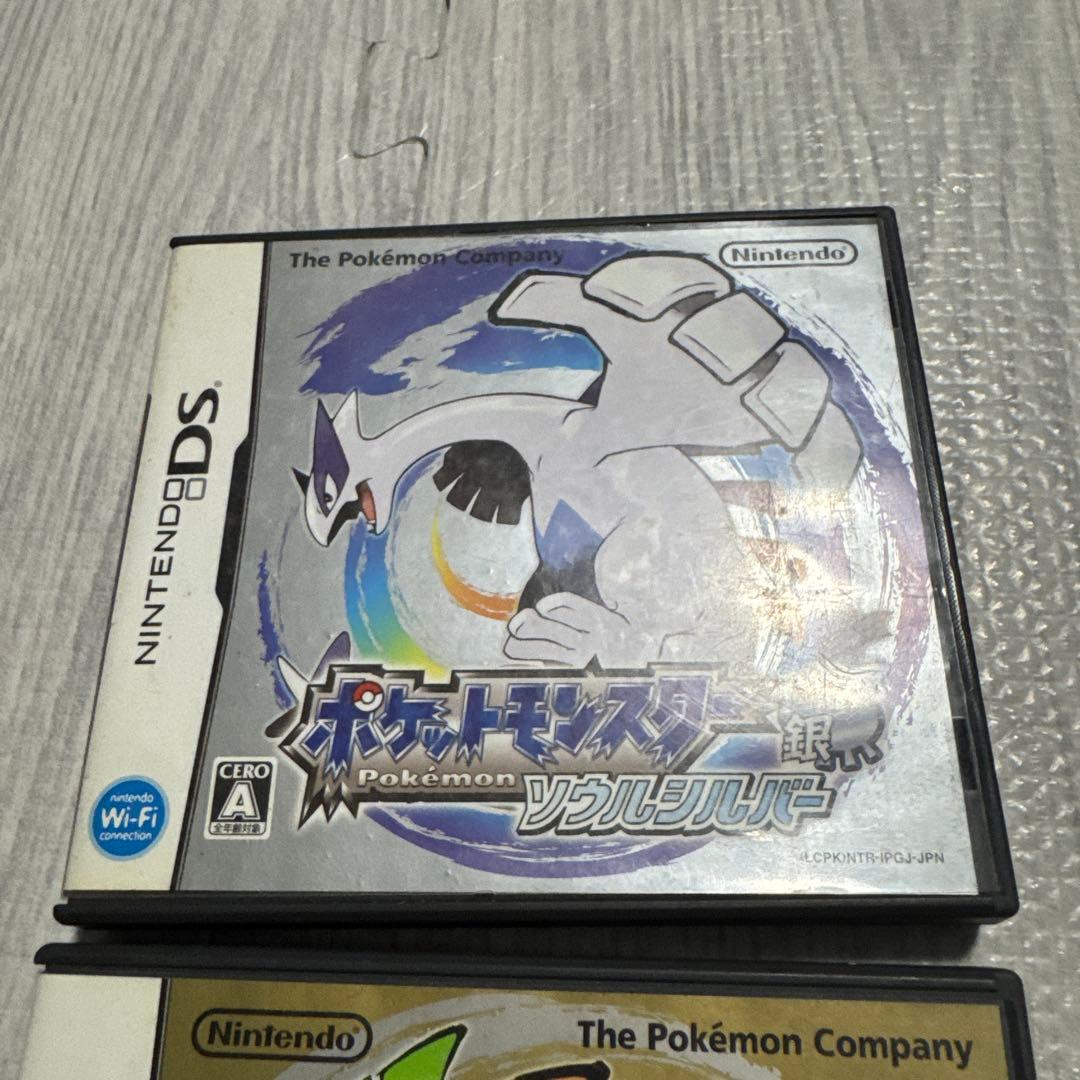 The Pokémon Company
Nintendo
NINTENDO DS
ポケットモンスター
Pokémon
銀
ソウルシルバー
CERO
A
全年齢対象
nintendo
Wi-Fi
connection
(LCPK)NTR-IPGJ-JPN
Nintendo
The Pokémon Company